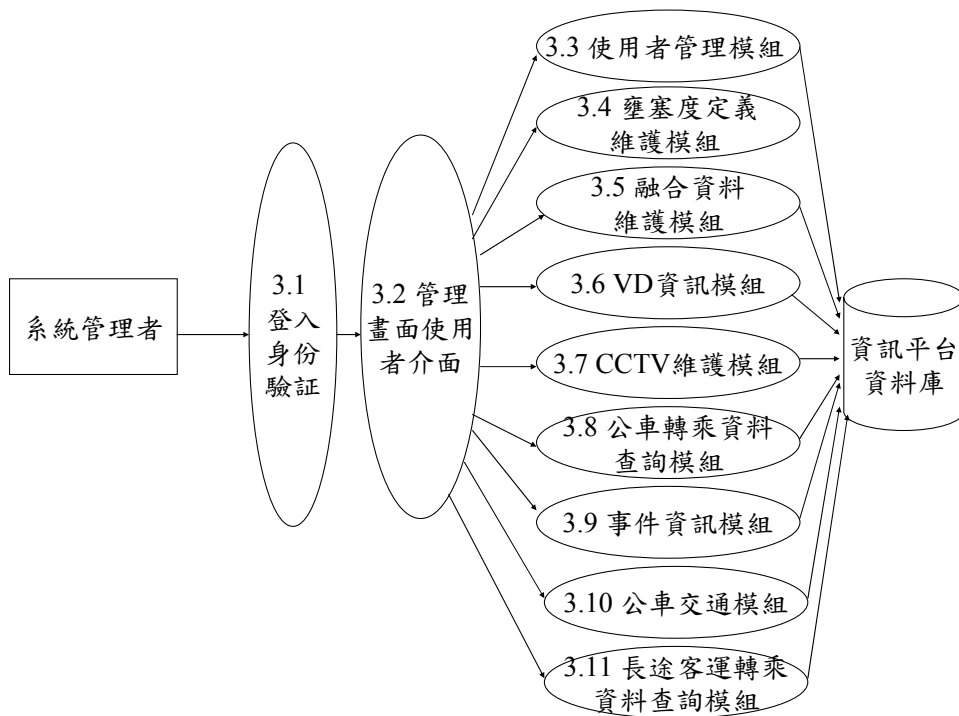 系統管理者
3.1
登入
身份
驗証
3.2 管理
畫面使用
者介面
3.3 使用者管理模組
3.4 壅塞度定義
維護模組
3.5 融合資料
維護模組
3.6 VD資訊模組
3.7 CCTV維護模組
3.8 公車轉乘資料
查詢模組
3.9 事件資訊模組
3.10 公車交通模組
3.11 長途客運轉乘
資料查詢模組
資訊平台
資料庫